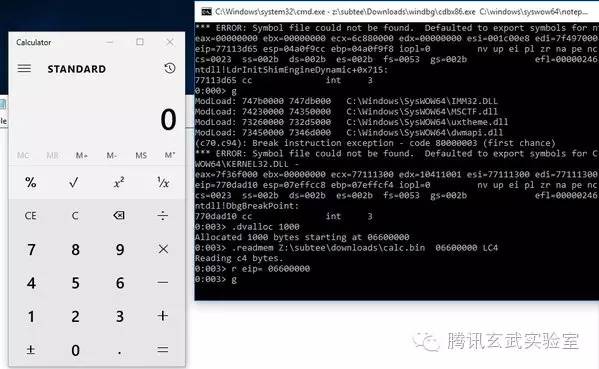 Calculator
STANDARD
0
MC MR M+ M- MS M˅
% √ x² ¹/x
CE C ÷
7 8 9 ×
4 5 6 −
1 2 3 +
± 0 . =
C:\Windows\system32\cmd.exe - z:\subtee\Downloads\windbg\cdbx86.exe C:\windows\syswow64\notep...
*** ERROR: Symbol file could not be found. Defaulted to export symbols for n
eax=00000000 ebx=00000000 ecx=6c880000 edx=00000000 esi=001c00e8 edi=7f497000
eip=77113d65 esp=04a0f9cc ebp=04a0f9f8 iopl=0 nv up ei pl zr na pe nc
cs=0023 ss=002b ds=002b es=002b fs=0053 gs=002b efl=00000246
ntdll!LdrInitShimEngineDynamic+0x715:
77113d65 cc int 3
0:000> g
ModLoad: 747b0000 747db000 C:\Windows\SysWOW64\IMM32.DLL
ModLoad: 74230000 74350000 C:\Windows\SysWOW64\MSCTF.dll
ModLoad: 73260000 732d5000 C:\Windows\SysWOW64\uxtheme.dll
ModLoad: 73450000 7346d000 C:\Windows\SysWOW64\dwmapi.dll
(c70.c94): Break instruction exception - code 80000003 (first chance)
*** ERROR: Symbol file could not be found. Defaulted to export symbols for C
WOW64\KERNEL32.DLL -
eax=7f36f000 ebx=00000000 ecx=77111300 edx=10411001 esi=77111300 edi=77111300
eip=770dad10 esp=07effcc8 ebp=07effcf4 iopl=0 nv up ei pl zr na pe nc
cs=0023 ss=002b ds=002b es=002b fs=0053 gs=002b efl=00000246
ntdll!DbgBreakPoint:
770dad10 cc int 3
0:003> .dvalloc 1000
Allocated 1000 bytes starting at 06600000
0:003> .readmem Z:\subtee\downloads\calc.bin 06600000 LC4
Reading c4 bytes.
0:003> r eip= 06600000
0:003> g
腾讯玄武实验室